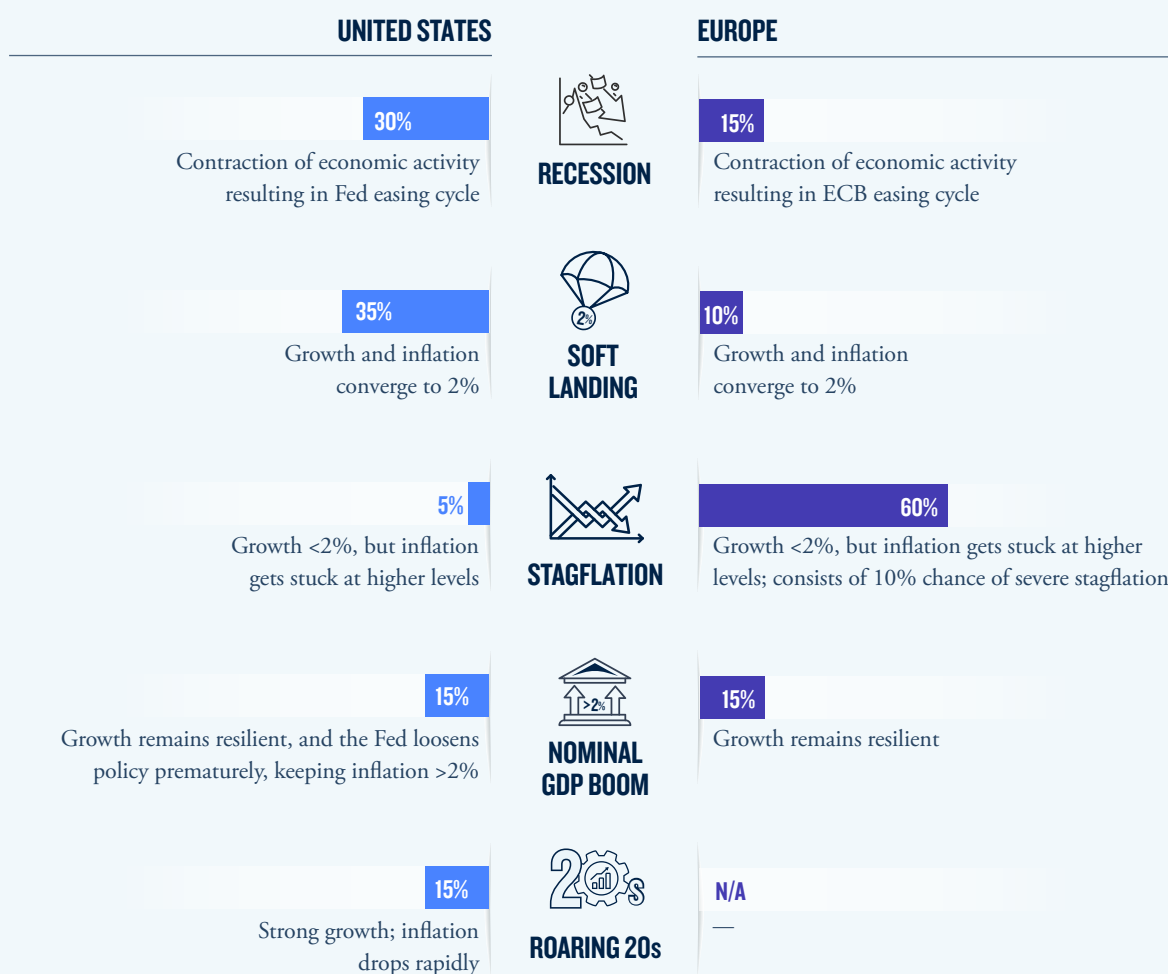 UNITED STATES
EUROPE
30%
Contraction of economic activity
resulting in Fed easing cycle
RECESSION
15%
Contraction of economic activity
resulting in ECB easing cycle
35%
Growth and inflation
converge to 2%
2%
SOFT
LANDING
10%
Growth and inflation
converge to 2%
5%
Growth <2%, but inflation
gets stuck at higher levels
STAGFLATION
60%
Growth <2%, but inflation gets stuck at higher
levels; consists of 10% chance of severe stagflation
15%
Growth remains resilient, and the Fed loosens
policy prematurely, keeping inflation >2%
>2%
NOMINAL
GDP BOOM
15%
Growth remains resilient
15%
Strong growth; inflation
drops rapidly
20s
ROARING 20s
N/A
—